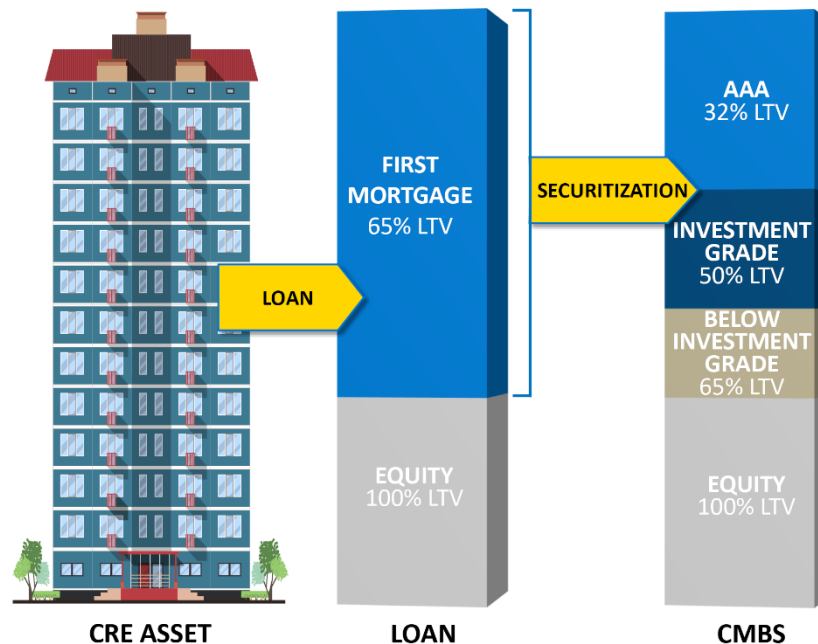 FIRST
MORTGAGE
65% LTV
EQUITY
100% LTV
LOAN
SECURITIZATION
AAA
32% LTV
INVESTMENT
GRADE
50% LTV
BELOW
INVESTMENT
GRADE
65% LTV
EQUITY
100% LTV
CRE ASSET
LOAN
CMBS